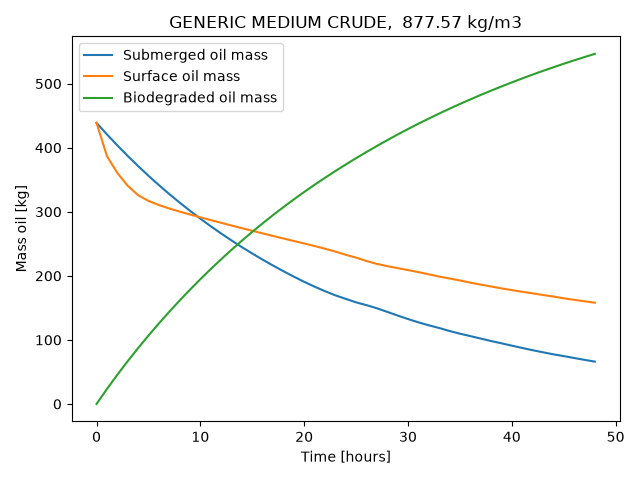 GENERIC MEDIUM CRUDE,  877.57 kg/m3
Submerged oil mass
Surface oil mass
Biodegraded oil mass
Mass oil [kg]
500
400
300
200
100
0
0 10 20 30 40 50
Time [hours]